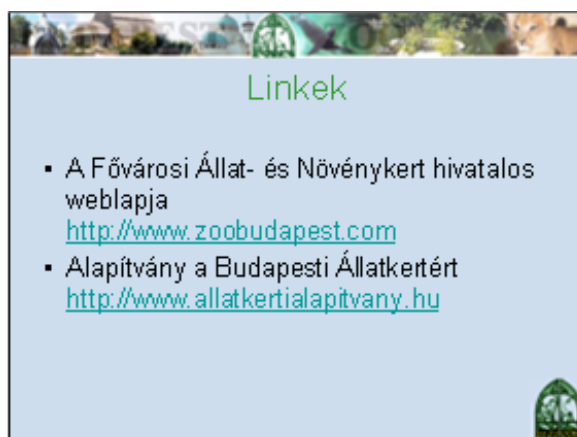 Linkek
▪ A Fővárosi Állat- és Növénykert hivatalos
weblapja
http://www.zoobudapest.com
▪ Alapítvány a Budapesti Állatkertért
http://www.allatkertialapitvany.hu